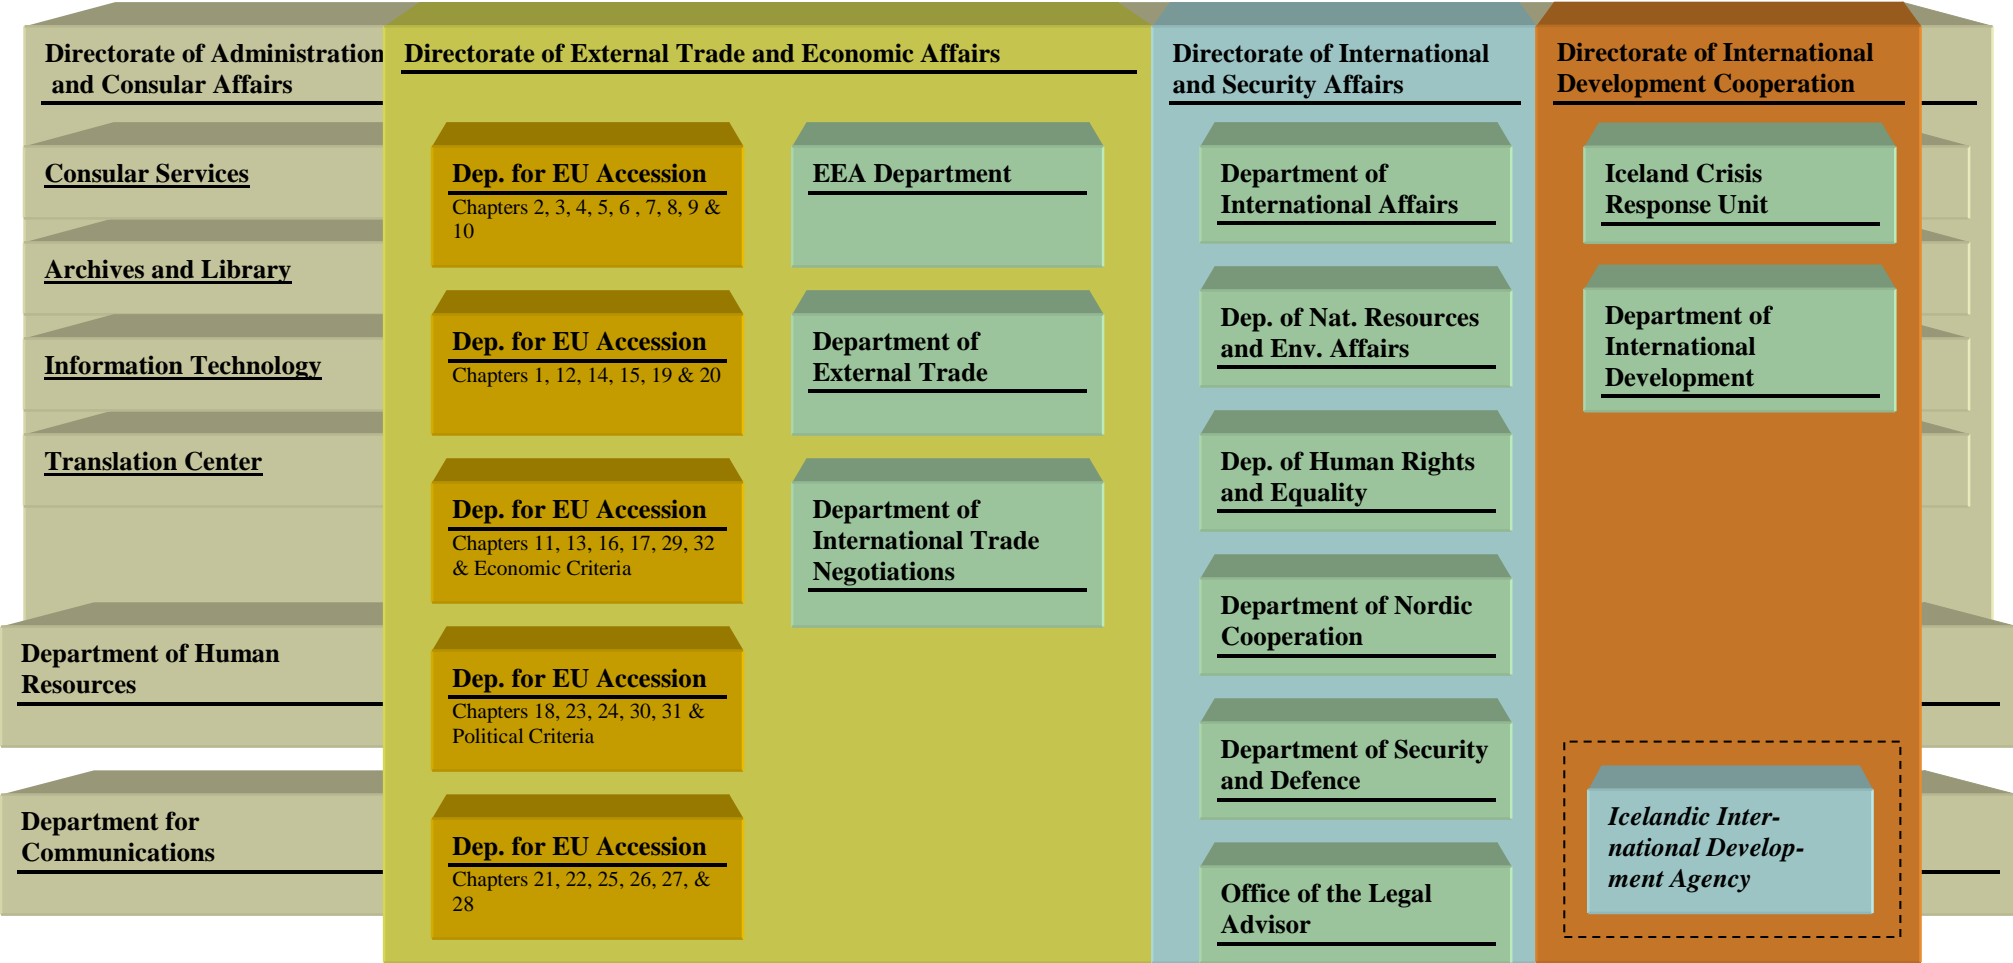 Directorate of Administration
and Consular Affairs
Consular Services
Archives and Library
Information Technology
Translation Center
Department of Human
Resources
Department for
Communications
Directorate of External Trade and Economic Affairs
Dep. for EU Accession
Chapters 2, 3, 4, 5, 6 , 7, 8, 9 &
10
Dep. for EU Accession
Chapters 1, 12, 14, 15, 19 & 20
Dep. for EU Accession
Chapters 11, 13, 16, 17, 29, 32
& Economic Criteria
Dep. for EU Accession
Chapters 18, 23, 24, 30, 31 &
Political Criteria
Dep. for EU Accession
Chapters 21, 22, 25, 26, 27, &
28
EEA Department
Department of
External Trade
Department of
International Trade
Negotiations
Directorate of International
and Security Affairs
Department of
International Affairs
Dep. of Nat. Resources
and Env. Affairs
Dep. of Human Rights
and Equality
Department of Nordic
Cooperation
Department of Security
and Defence
Office of the Legal
Advisor
Directorate of International
Development Cooperation
Iceland Crisis
Response Unit
Department of
International
Development
Icelandic Inter-
national Develop-
ment Agency